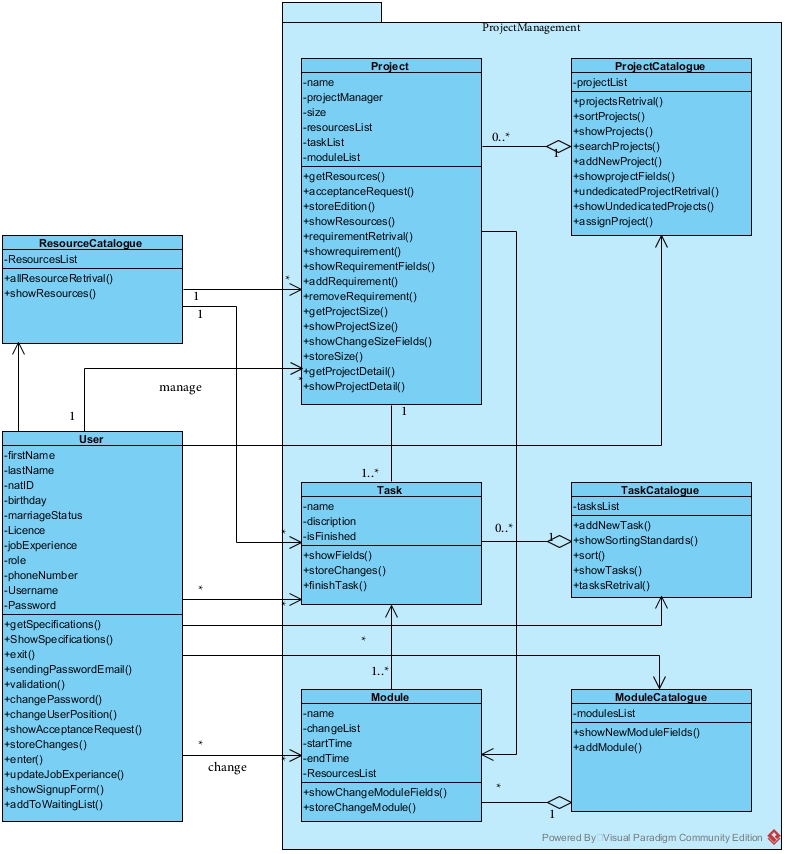 ProjectManagement
Project
-name
-projectManager
-size
-resourcesList
-taskList
-moduleList
+getResources()
+acceptanceRequest()
+storeEdition()
+showResources()
+requirementRetrival()
+showrequirement()
+showRequirementFields()
+addRequirement()
+removeRequirement()
+getProjectSize()
+showProjectSize()
+showChangeSizeFields()
+storeSize()
+getProjectDetail()
+showProjectDetail()
0..*
1
ProjectCatalogue
-projectList
+projectsRetrival()
+sortProjects()
+showProjects()
+searchProjects()
+addNewProject()
+showprojectFields()
+undedicatedProjectRetrival()
+showUndedicatedProjects()
+assignProject()
ResourceCatalogue
-ResourcesList
+allResourceRetrival()
+showResources()
1
*
1
*
manage
1
*
1
1..*
User
-firstName
-lastName
-natID
-birthday
-marriageStatus
-Licence
-jobExperience
-role
-phoneNumber
-Username
-Password
+getSpecifications()
+ShowSpecifications()
+exit()
+sendingPasswordEmail()
+validation()
+changePassword()
+changeUserPosition()
+showAcceptanceRequest()
+storeChanges()
+enter()
+updateJobExperiance()
+showSignupForm()
+addToWaitingList()
Task
-name
-discription
-isFinished
+showFields()
+storeChanges()
+finishTask()
0..*
1
TaskCatalogue
-tasksList
+addNewTask()
+showSortingStandards()
+sort()
+showTasks()
+tasksRetrival()
*
*
*
1..*
Module
-name
-changeList
-startTime
-endTime
-ResourcesList
+showChangeModuleFields()
+storeChangeModule()
*
change
*
*
1
ModuleCatalogue
-modulesList
+showNewModuleFields()
+addModule()
Powered By Visual Paradigm Community Edition